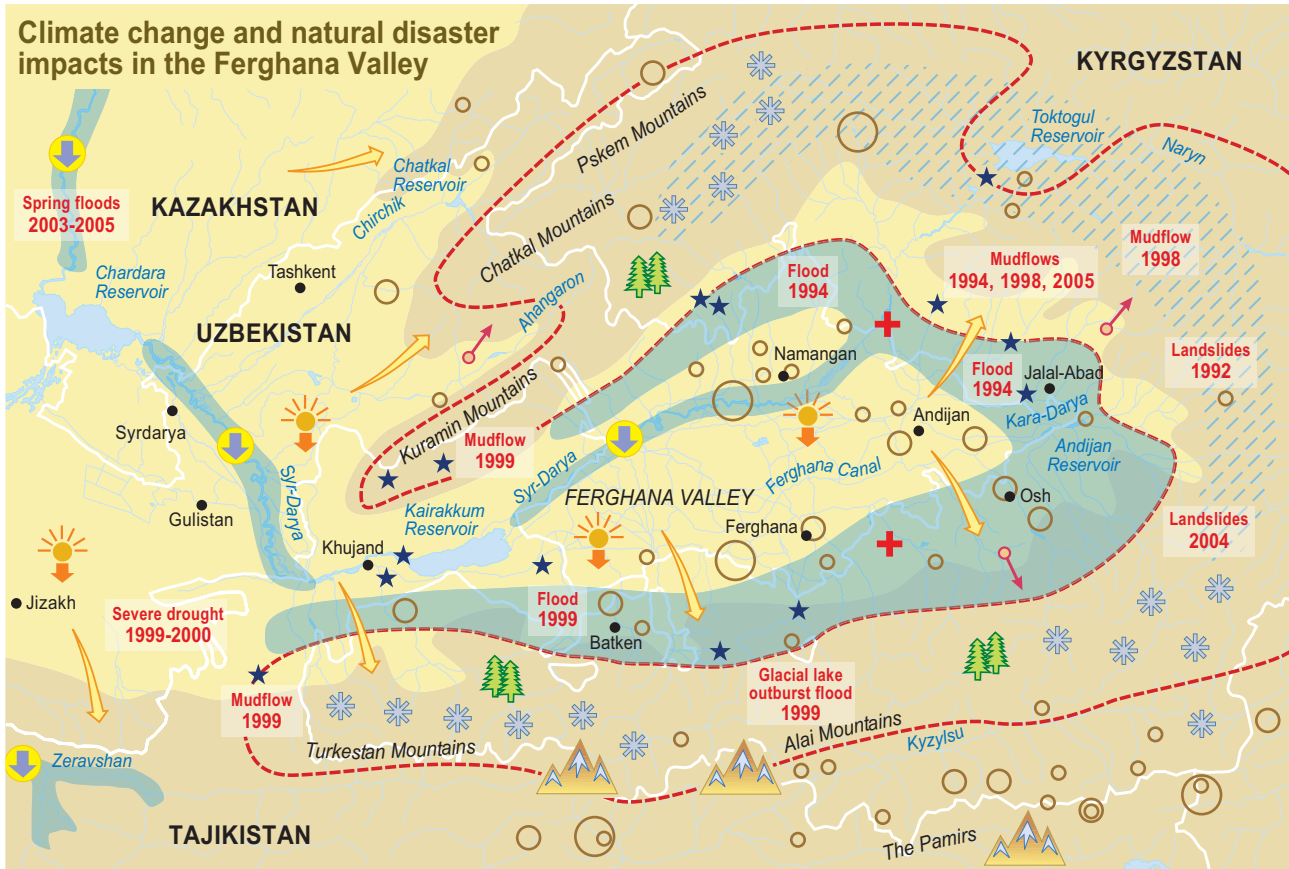 Climate change and natural disaster
impacts in the Ferghana Valley
KYRGYZSTAN
Toktogul
Reservoir
Naryn
Pskem Mountains
Chatkal
Reservoir
Chirchik
Spring floods
2003-2005
KAZAKHSTAN
Chatkal Mountains
Mudflow
1998
Mudflows
1994, 1998, 2005
Flood
1994
Chardara
Reservoir
Tashkent
Ahangaron
UZBEKISTAN
Namangan
Landslides
1992
Flood
1994
Jalal-Abad
Kara-Darya
Kuramin Mountains
Syrdarya
Andijan
Mudflow
1999
Andijan
Reservoir
Syr-Darya
Syr-Darya
Ferghana Canal
FERGHANA VALLEY
Osh
Gulistan
Kairakkum
Reservoir
Ferghana
Landslides
2004
Khujand
Jizakh
Severe drought
1999-2000
Flood
1999
Batken
Mudflow
1999
Glacial lake
outburst flood
1999
Turkestan Mountains
Alai Mountains
Kyzylsu
Zeravshan
TAJIKISTAN
The Pamirs